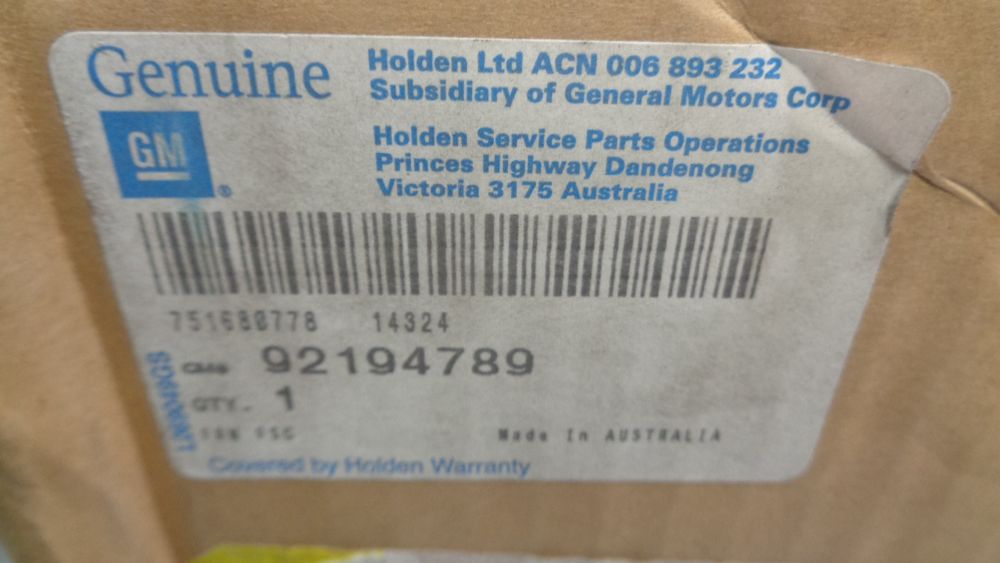 Genuine
GM
®
Holden Ltd ACN 006 893 232
Subsidiary of General Motors Corp
Holden Service Parts Operations
Princes Highway Dandenong
Victoria 3175 Australia
751680778 14324
92194789
QTY. 1
Made In AUSTRALIA
Covered by Holden Warranty